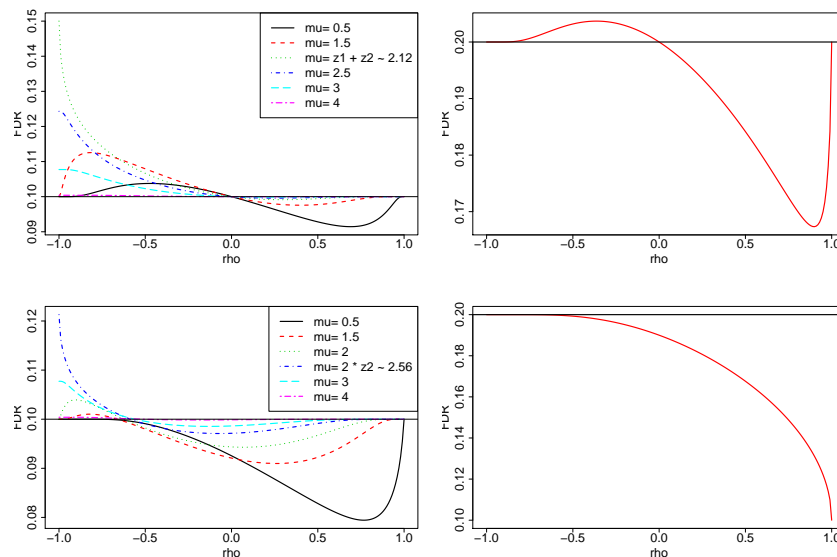 0.15
0.14
0.13
0.12
0.11
0.10
0.09
FDR
-1.0 -0.5 0.0 0.5 1.0
rho
mu= 0.5
mu= 1.5
mu= z1 + z2 ~ 2.12
mu= 2.5
mu= 3
mu= 4
0.20
0.19
0.18
0.17
FDR
-1.0 -0.5 0.0 0.5 1.0
rho
0.12
0.11
0.10
0.09
0.08
FDR
-1.0 -0.5 0.0 0.5 1.0
rho
mu= 0.5
mu= 1.5
mu= 2
mu= 2 * z2 ~ 2.56
mu= 3
mu= 4
0.20
0.18
0.16
0.14
0.12
0.10
FDR
-1.0 -0.5 0.0 0.5 1.0
rho